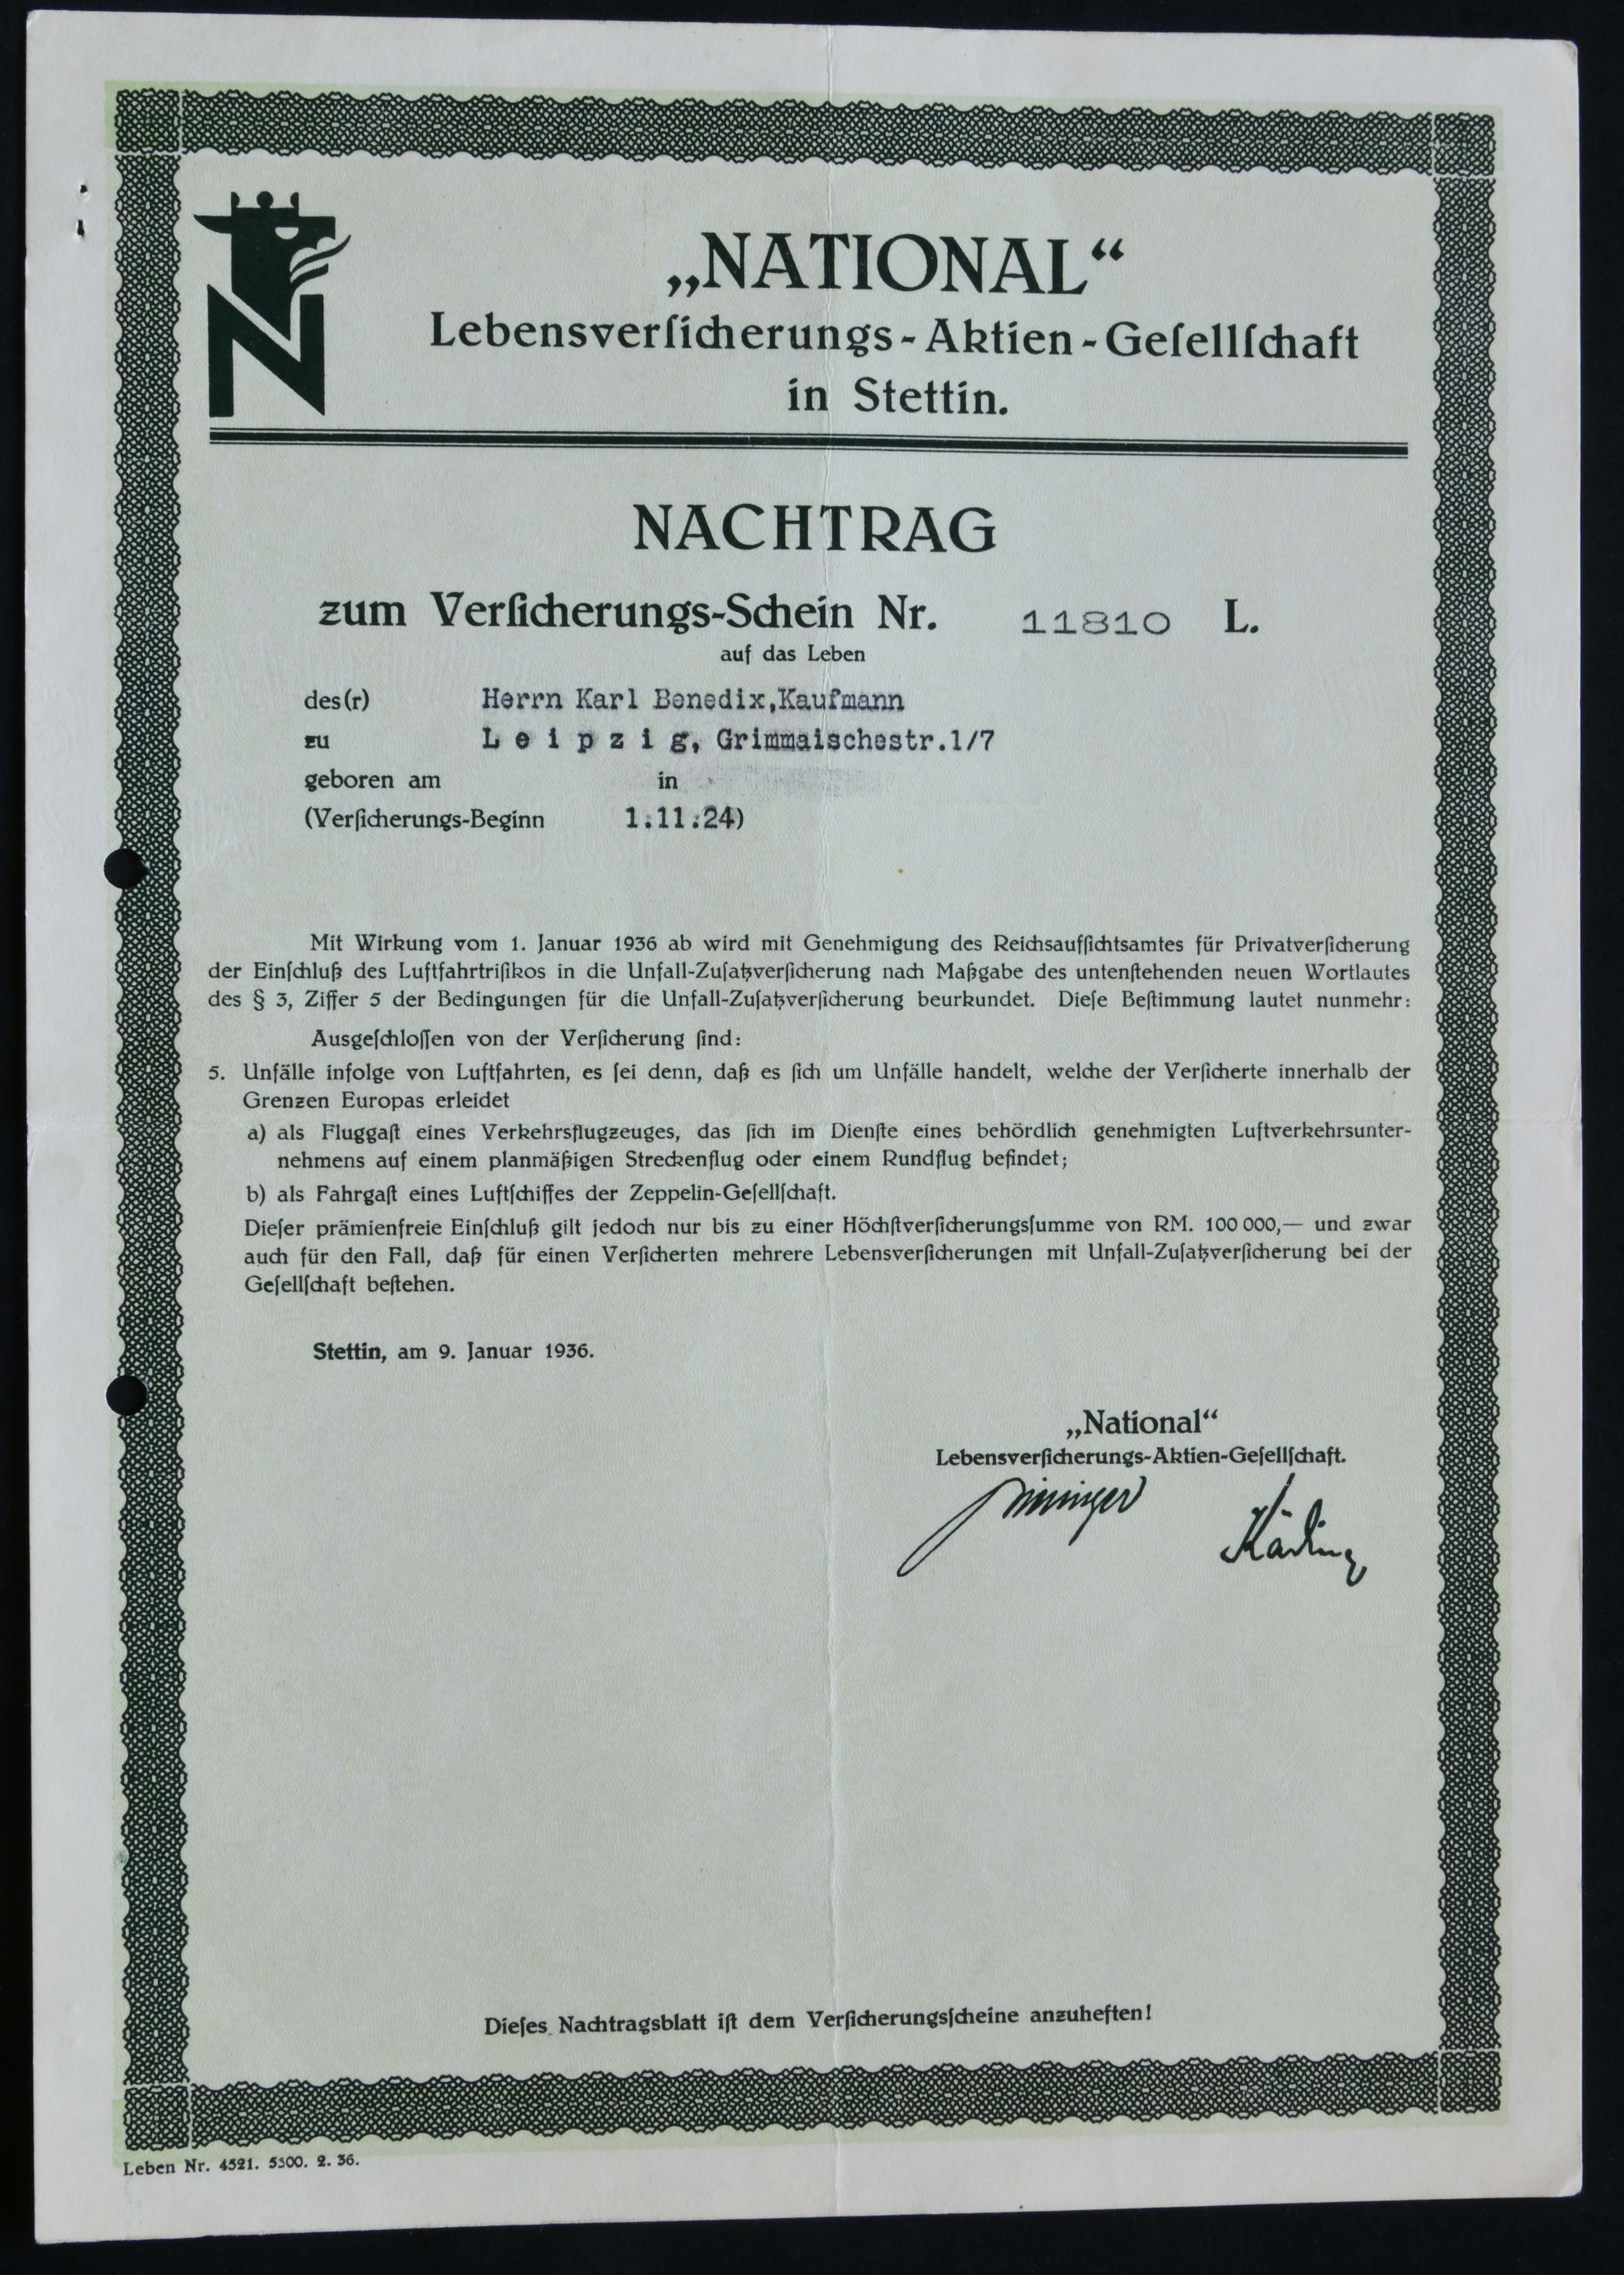 „NATIONAL“
Lebensverſicherungs-Aktien-Geſellſchaft
in Stettin.
NACHTRAG
zum Verſicherungs-Schein Nr. 11810 L.
auf das Leben
des(r) Herrn Karl Benedix,Kaufmann
zu L e i p z i g, Grimmaischestr.1/7
geboren am in
(Verſicherungs-Beginn 1.11.24)
Mit Wirkung vom 1. Januar 1936 ab wird mit Genehmigung des Reichsaufſichtsamtes für Privatverſicherung
der Einſchluß des Luftfahrtriſikos in die Unfall-Zuſatzverſicherung nach Maßgabe des untenſtehenden neuen Wortlautes
des § 3, Ziffer 5 der Bedingungen für die Unfall-Zuſatzverſicherung beurkundet. Dieſe Beſtimmung lautet nunmehr:
Ausgeſchloſſen von der Verſicherung ſind:
5. Unfälle infolge von Luftfahrten, es ſei denn, daß es ſich um Unfälle handelt, welche der Verſicherte innerhalb der
Grenzen Europas erleidet
a) als Fluggaſt eines Verkehrsflugzeuges, das ſich im Dienſte eines behördlich genehmigten Luftverkehrsunter-
nehmens auf einem planmäßigen Streckenflug oder einem Rundflug befindet;
b) als Fahrgaſt eines Luftſchiffes der Zeppelin-Geſellſchaft.
Dieſer prämienfreie Einſchluß gilt jedoch nur bis zu einer Höchſtverſicherungsſumme von RM. 100 000,— und zwar
auch für den Fall, daß für einen Verſicherten mehrere Lebensverſicherungen mit Unfall-Zuſatzverſicherung bei der
Geſellſchaft beſtehen.
Stettin, am 9. Januar 1936.
„National“
Lebensverſicherungs-Aktien-Geſellſchaft.
Dieſes Nachtragsblatt iſt dem Verſicherungsſcheine anzuheften!
Leben Nr. 4521. 5500. 2. 36.